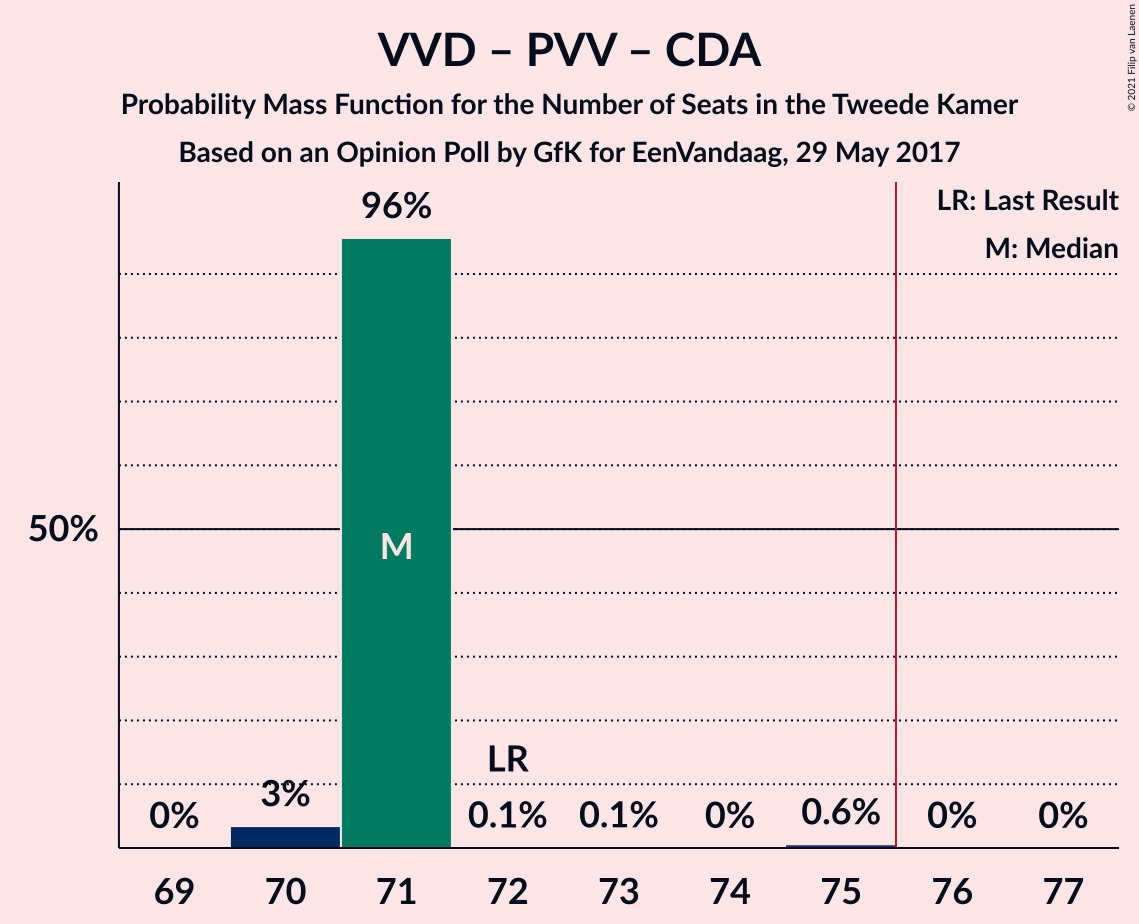 VVD – PVV – CDA
Probability Mass Function for the Number of Seats in the Tweede Kamer
Based on an Opinion Poll by GfK for EenVandaag, 29 May 2017
© 2021 Filip van Laenen
LR: Last Result
M: Median
96%
50%
M
LR
0% 3% 0.1% 0.1% 0% 0.6% 0% 0%
69 70 71 72 73 74 75 76 77